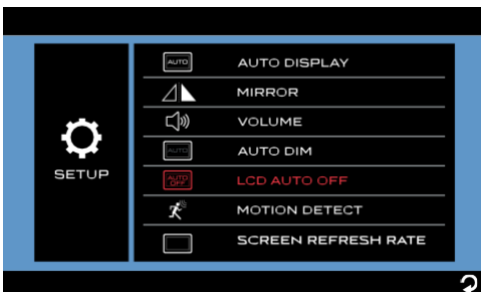 SETUP
AUTO
AUTO DISPLAY
MIRROR
VOLUME
AUTO
AUTO DIM
AUTO
OFF
LCD AUTO OFF
MOTION DETECT
SCREEN REFRESH RATE